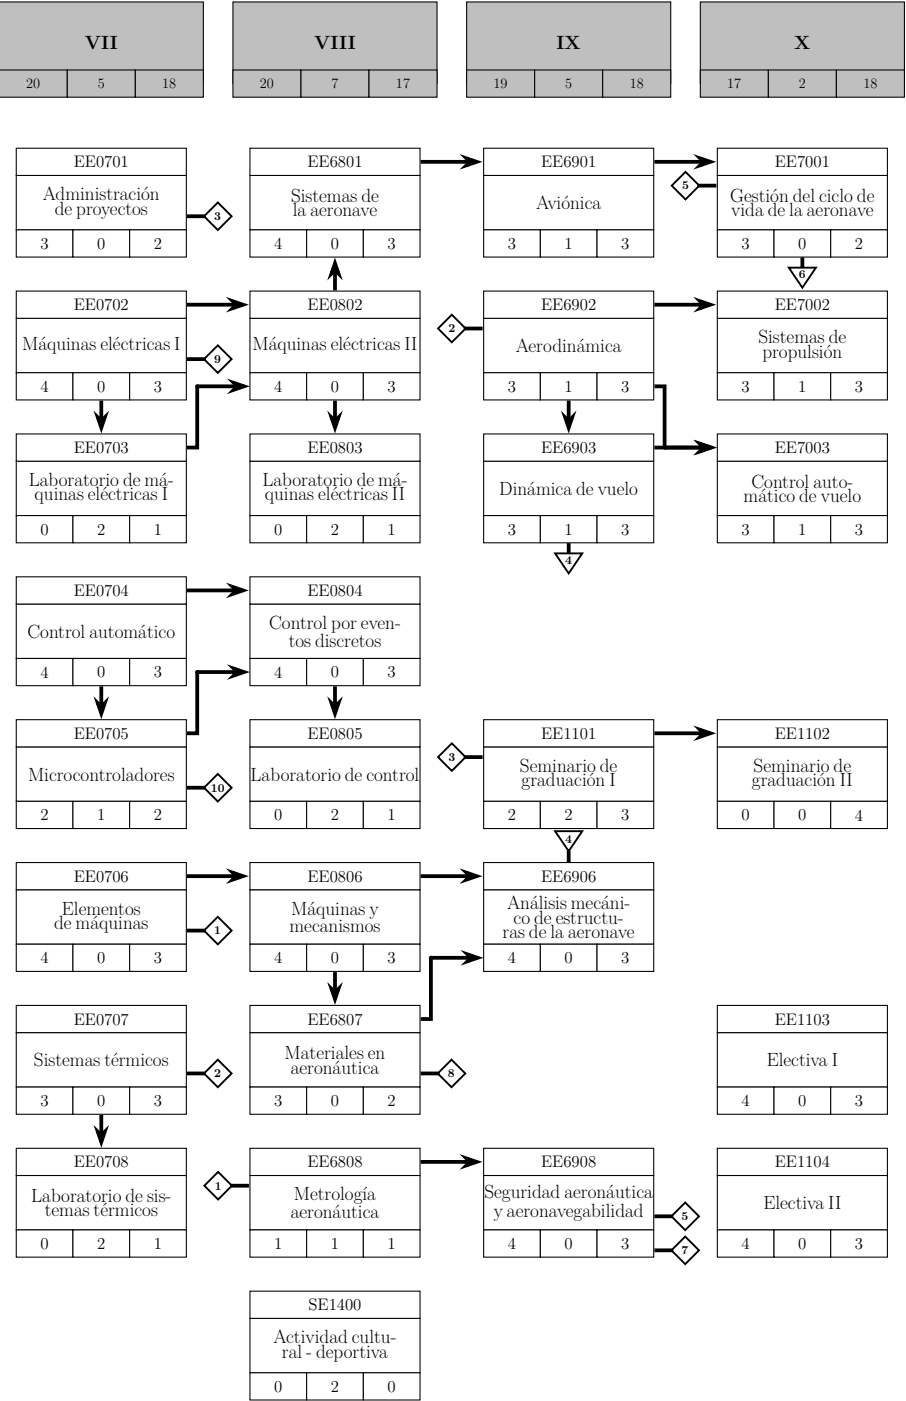 VII
20 5 18
VIII
20 7 17
IX
19 5 18
X
17 2 18
EE0701
Administración
de proyectos
3 0 2
3
EE6801
Sistemas de
la aeronave
4 0 3
EE6901
Aviónica
3 1 3
EE7001
5
Gestión del ciclo de
vida de la aeronave
3 0 2
6
EE0702
Máquinas eléctricas I
9
4 0 3
EE0802
Máquinas eléctricas II
4 0 3
EE6902
2
Aerodinámica
3 1 3
EE7002
Sistemas de
propulsión
3 1 3
EE0703
Laboratorio de má-
quinas eléctricas I
0 2 1
EE0803
Laboratorio de má-
quinas eléctricas II
0 2 1
EE6903
Dinámica de vuelo
3 1 3
4
EE7003
Control auto-
mático de vuelo
3 1 3
EE0704
Control automático
4 0 3
EE0804
Control por even-
tos discretos
4 0 3
EE0705
Microcontroladores
10
2 1 2
EE0805
Laboratorio de control
0 2 1
EE1101
3
Seminario de
graduación I
2 2 3
EE1102
Seminario de
graduación II
0 0 4
EE0706
Elementos
de máquinas
1
4 0 3
EE0806
Máquinas y
mecanismos
4 0 3
4
EE6906
Análisis mecáni-
co de estructu-
ras de la aeronave
4 0 3
EE0707
Sistemas térmicos
2
3 0 3
EE6807
Materiales en
aeronáutica
8
3 0 2
EE1103
Electiva I
4 0 3
EE0708
Laboratorio de sis-
temas térmicos
0 2 1
EE6808
1
Metrología
aeronáutica
1 1 1
EE6908
Seguridad aeronáutica
y aeronavegabilidad
5
4 0 3
7
EE1104
Electiva II
4 0 3
SE1400
Actividad cultu-
ral - deportiva
0 2 0